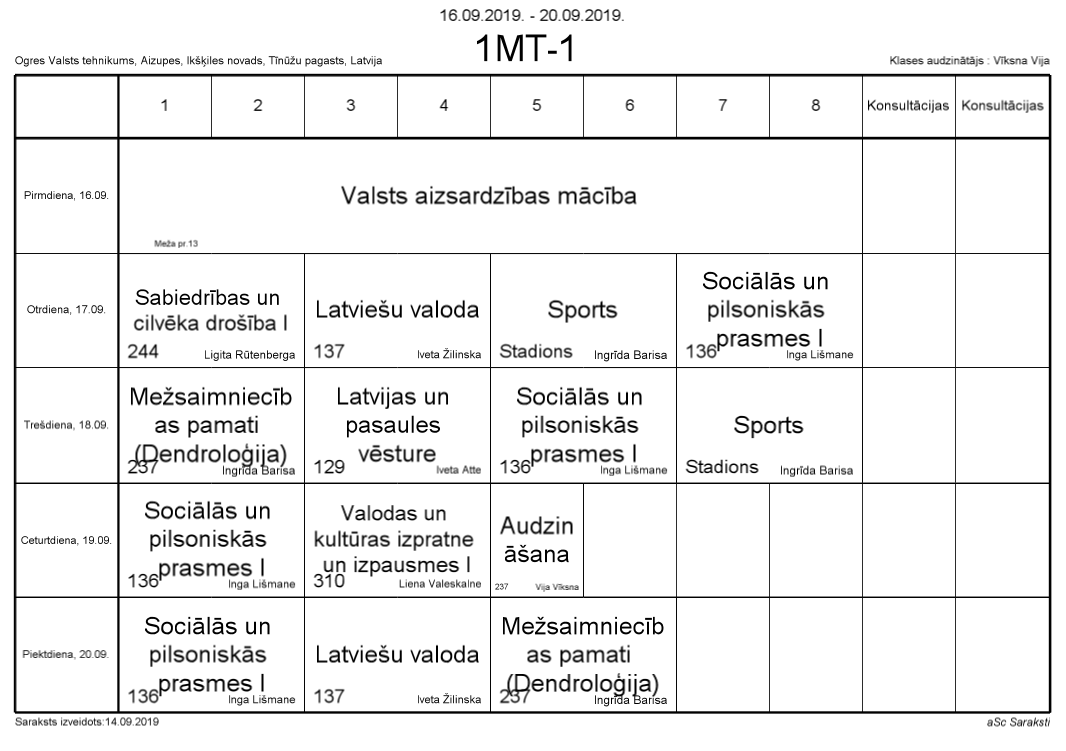 16.09.2019. - 20.09.2019.
1MT-1
Ogres Valsts tehnikums, Aizupes, Ikšķiles novads, Tīnūžu pagasts, Latvija
Klases audzinātājs : Vīksna Vija
1 2 3 4 5 6 7 8 Konsultācijas Konsultācijas
Pirmdiena, 16.09.
Valsts aizsardzības mācība
Meža pr.13
Otrdiena, 17.09.
Sabiedrības un
cilvēka drošība I
244 Ligita Rūtenberga
Latviešu valoda
137 Iveta Žilinska
Sports
Stadions Ingrīda Barisa
Sociālās un
pilsoniskās
prasmes I
136 Inga Lišmane
Trešdiena, 18.09.
Mežsaimniecīb
as pamati
(Dendroloģija)
237 Ingrīda Barisa
Latvijas un
pasaules
vēsture
129 Iveta Atte
Sociālās un
pilsoniskās
prasmes I
136 Inga Lišmane
Sports
Stadions Ingrīda Barisa
Ceturtdiena, 19.09.
Sociālās un
pilsoniskās
prasmes I
136 Inga Lišmane
Valodas un
kultūras izpratne
un izpausmes I
310 Liena Valeskalne
Audzin
āšana
237 Vija Vīksna
Piektdiena, 20.09.
Sociālās un
pilsoniskās
prasmes I
136 Inga Lišmane
Latviešu valoda
137 Iveta Žilinska
Mežsaimniecīb
as pamati
(Dendroloģija)
237 Ingrīda Barisa
Saraksts izveidots:14.09.2019
aSc Saraksti